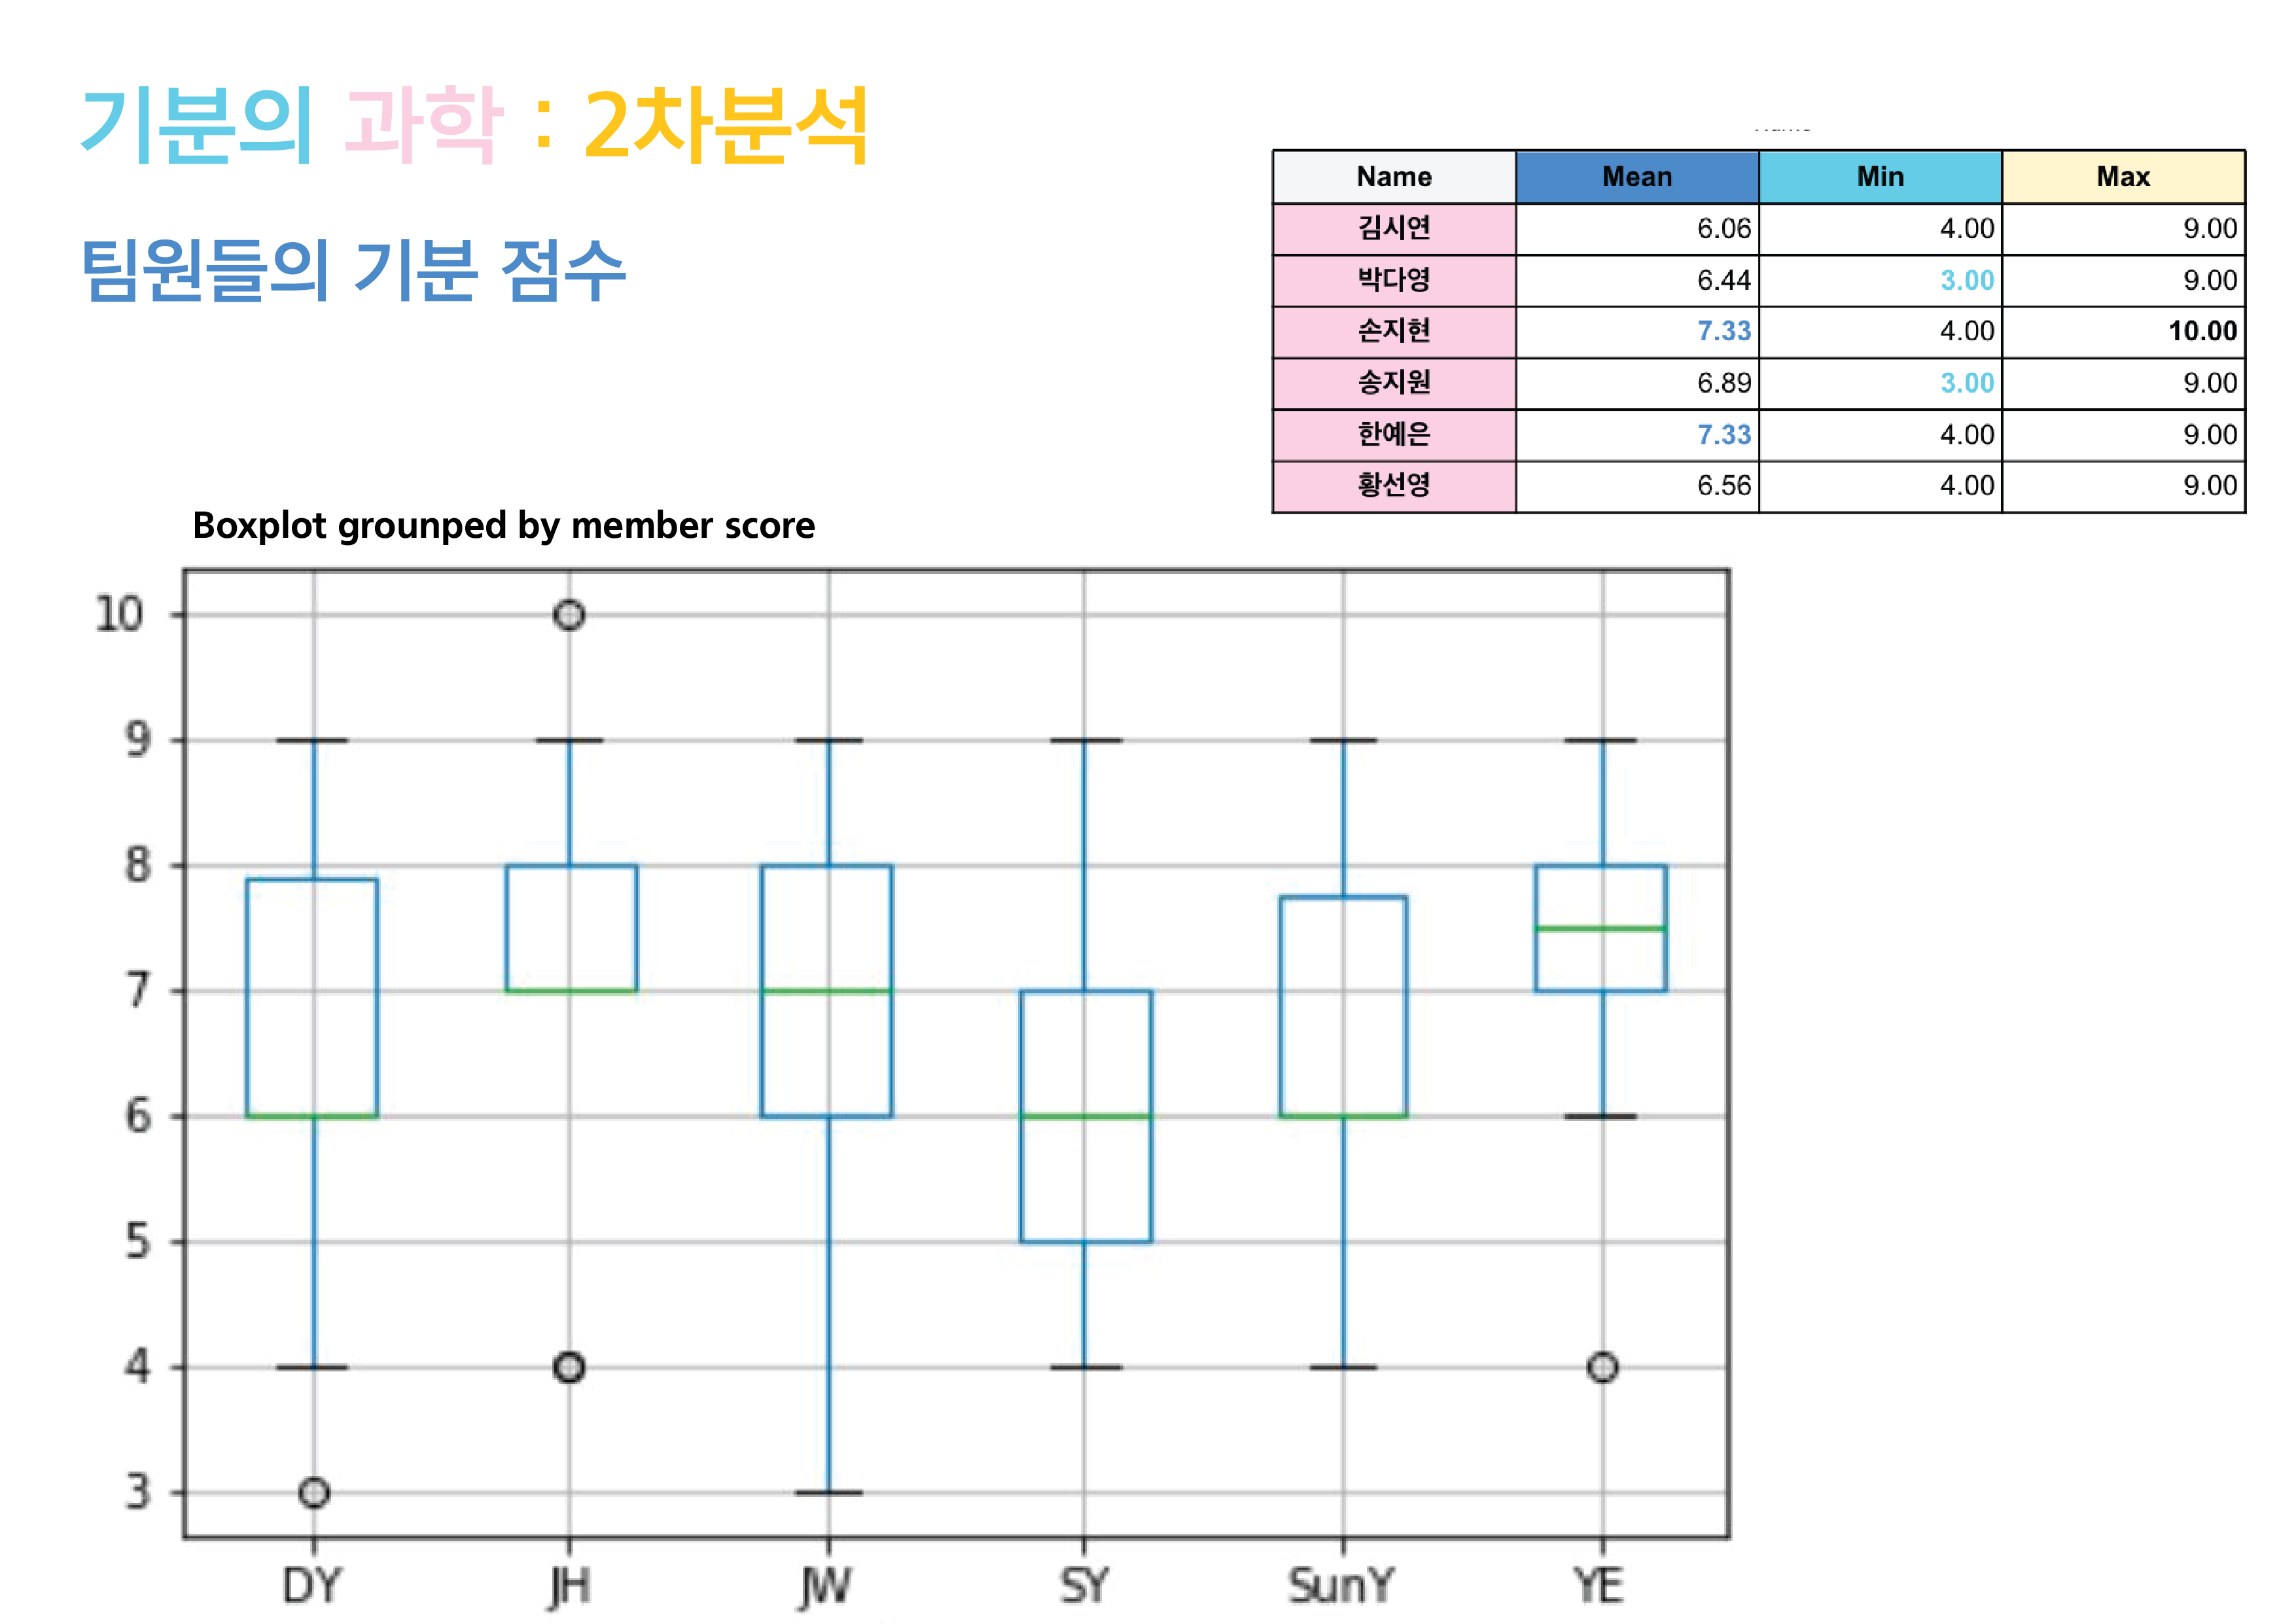 기분의 과학 : 2차분석
팀원들의 기분 점수
Name Mean Min Max
김시연 6.06 4.00 9.00
박다영 6.44 3.00 9.00
손지현 7.33 4.00 10.00
송지원 6.89 3.00 9.00
한예은 7.33 4.00 9.00
황선영 6.56 4.00 9.00
Boxplot grounped by member score
10
9
8
7
6
5
4
3
DY JH JW SY SunY YE